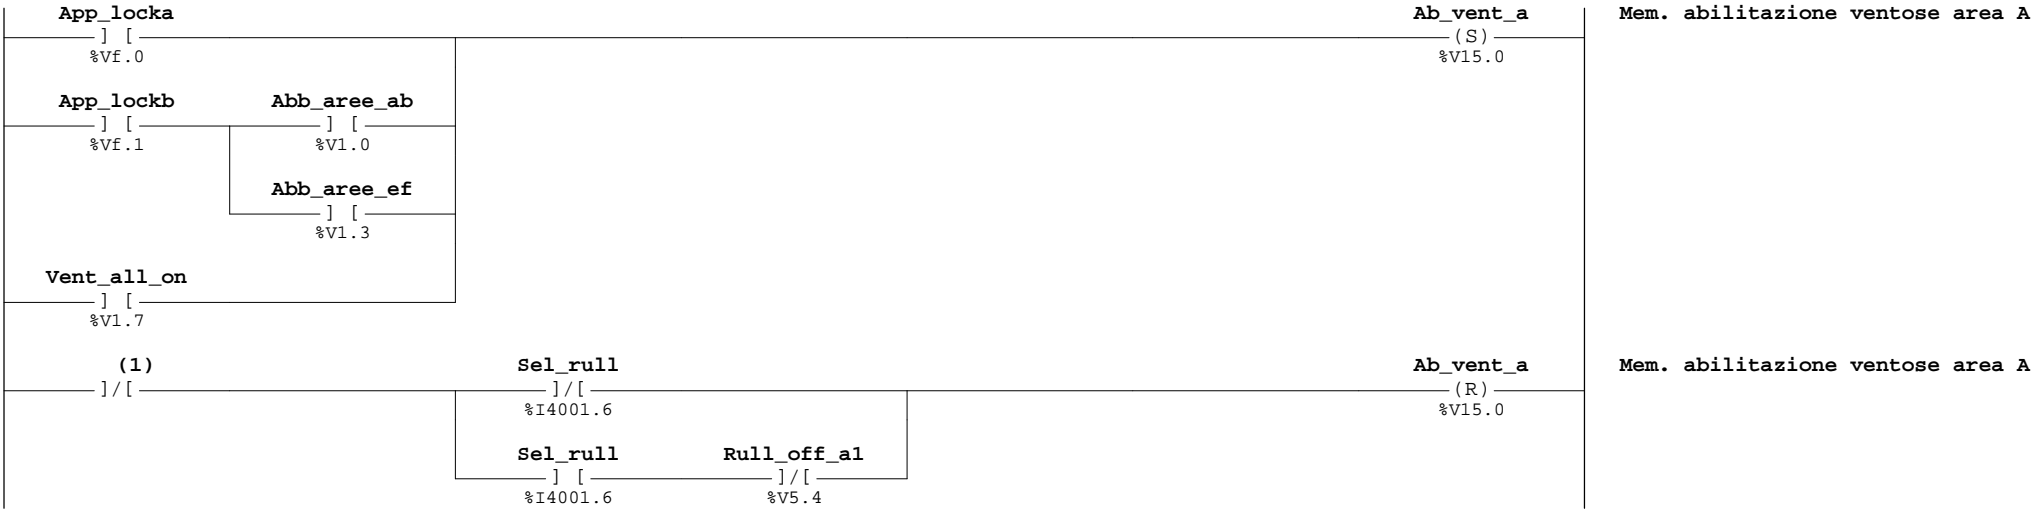 App_locka Ab_vent_a Mem. abilitazione ventose area A
] [ (S)
%Vf.0 %V15.0
App_lockb Abb_aree_ab
] [ ] [
%Vf.1 %V1.0
Abb_aree_ef
] [
%V1.3
Vent_all_on
] [
%V1.7
(1) Sel_rull Ab_vent_a Mem. abilitazione ventose area A
]/[ ]/[ (R)
%I4001.6 %V15.0
Sel_rull Rull_off_a1
] [ ]/[
%I4001.6 %V5.4